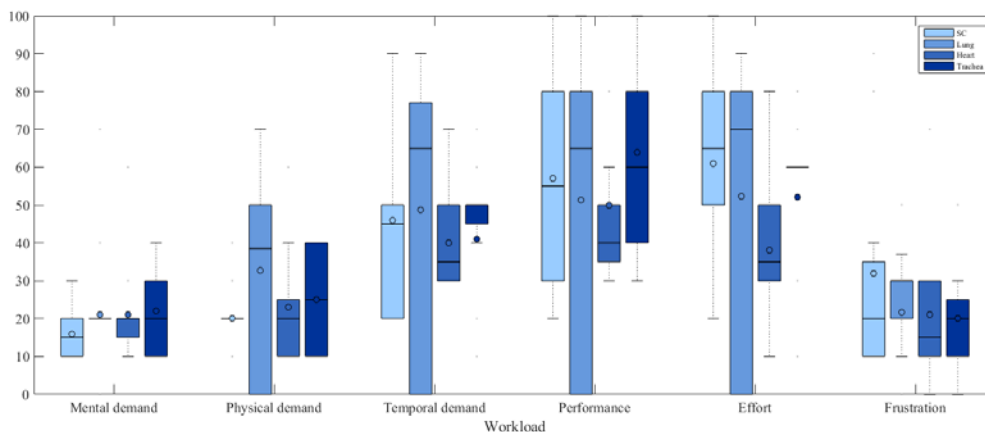 100
90
80
70
60
50
40
30
20
10
0
SC
Lung
Heart
Trachea
Mental demand Physical demand Temporal demand Performance Effort Frustration
Workload